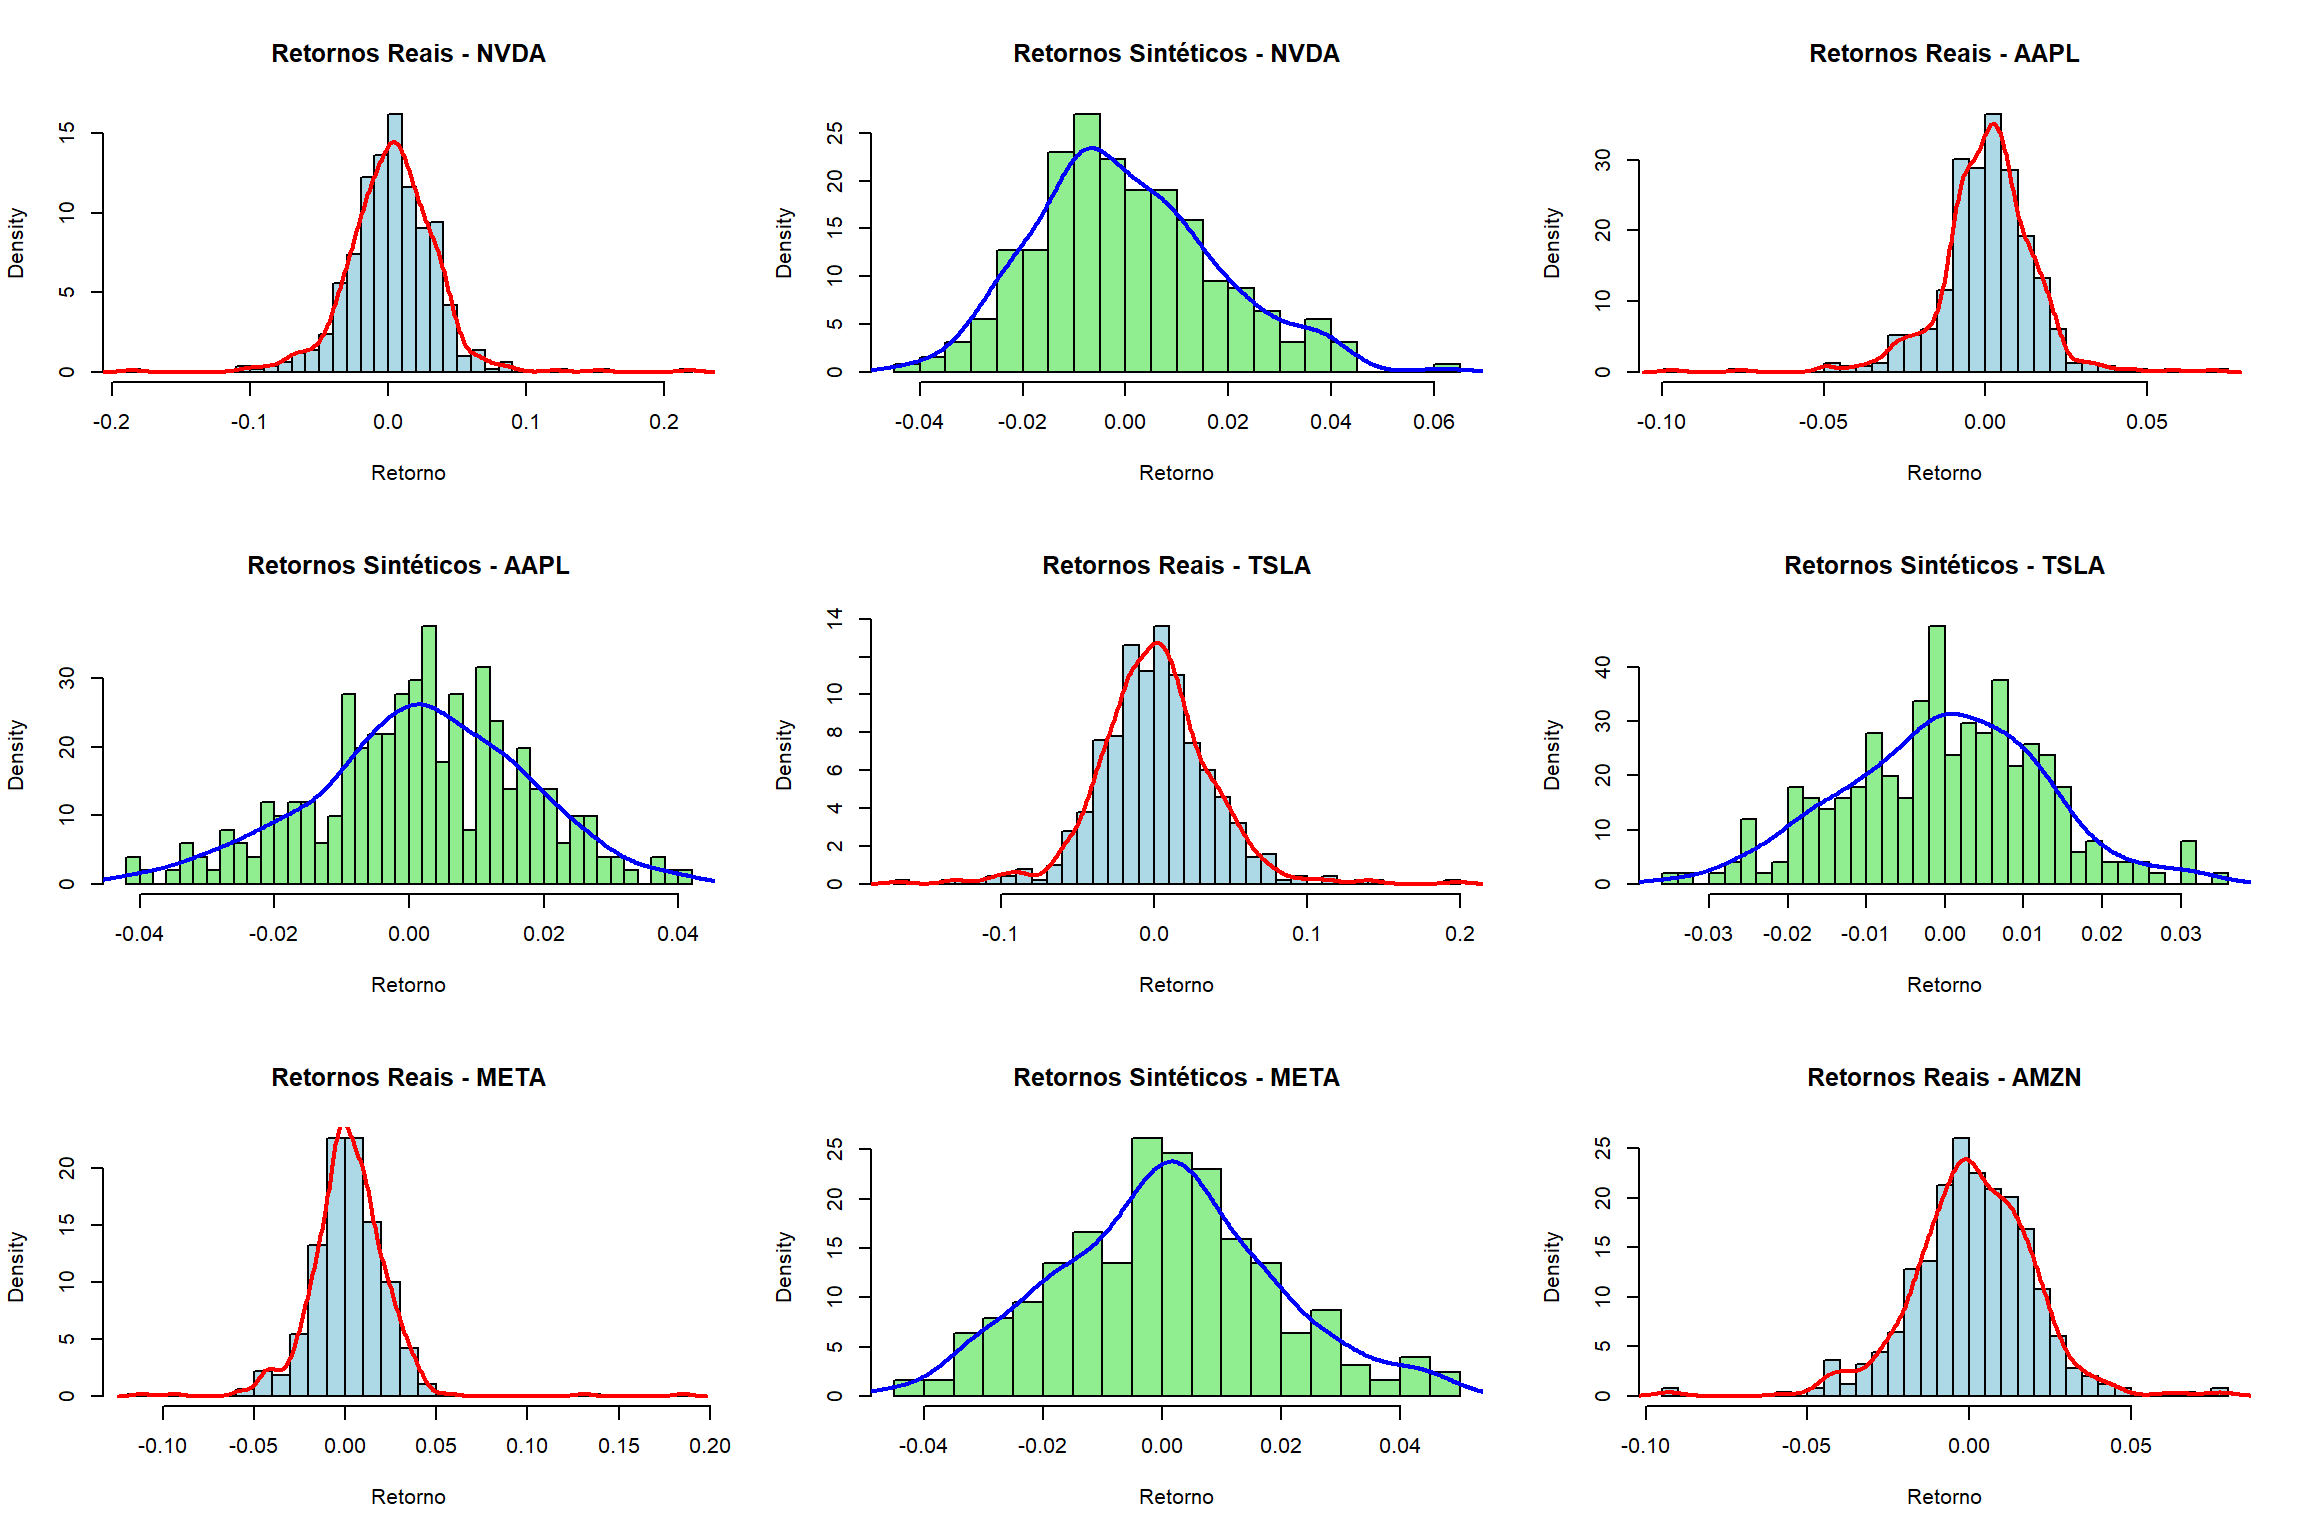 Retornos Reais - NVDA
Density
15
10
5
0
-0.2 -0.1 0.0 0.1 0.2
Retorno
Retornos Sintéticos - NVDA
Density
25
20
15
10
5
0
-0.04 -0.02 0.00 0.02 0.04 0.06
Retorno
Retornos Reais - AAPL
Density
30
20
10
0
-0.10 -0.05 0.00 0.05
Retorno
Retornos Sintéticos - AAPL
Density
30
20
10
0
-0.04 -0.02 0.00 0.02 0.04
Retorno
Retornos Reais - TSLA
Density
14
10
8
6
4
2
0
-0.1 0.0 0.1 0.2
Retorno
Retornos Sintéticos - TSLA
Density
40
30
20
10
0
-0.03 -0.02 -0.01 0.00 0.01 0.02 0.03
Retorno
Retornos Reais - META
Density
20
15
10
5
0
-0.10 -0.05 0.00 0.05 0.10 0.15 0.20
Retorno
Retornos Sintéticos - META
Density
25
20
15
10
5
0
-0.04 -0.02 0.00 0.02 0.04
Retorno
Retornos Reais - AMZN
Density
25
20
15
10
5
0
-0.10 -0.05 0.00 0.05
Retorno